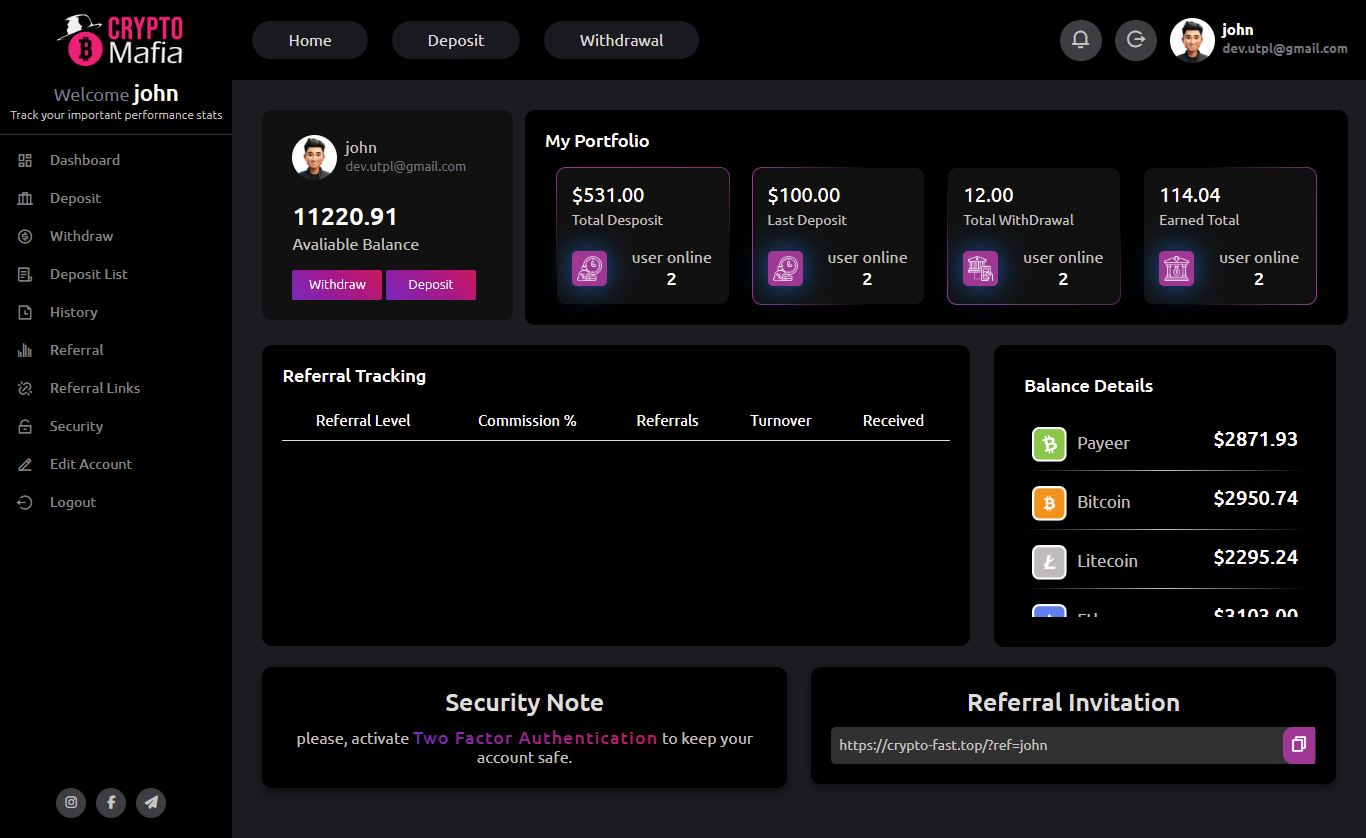 CRYPTO
Mafia
Home
Deposit
Withdrawal
john
dev.utpl@gmail.com
Welcome john
Track your important performance stats
Dashboard
Deposit
Withdraw
Deposit List
History
Referral
Referral Links
Security
Edit Account
Logout
john
dev.utpl@gmail.com
11220.91
Avaliable Balance
Withdraw
Deposit
My Portfolio
$531.00
Total Desposit
user online
2
$100.00
Last Deposit
user online
2
12.00
Total WithDrawal
user online
2
114.04
Earned Total
user online
2
Referral Tracking
Referral Level Commission % Referrals Turnover Received
Balance Details
Payeer $2871.93
Bitcoin $2950.74
Litecoin $2295.24
$3103.00
Security Note
please, activate Two Factor Authentication to keep your
account safe.
Referral Invitation
https://crypto-fast.top/?ref=john